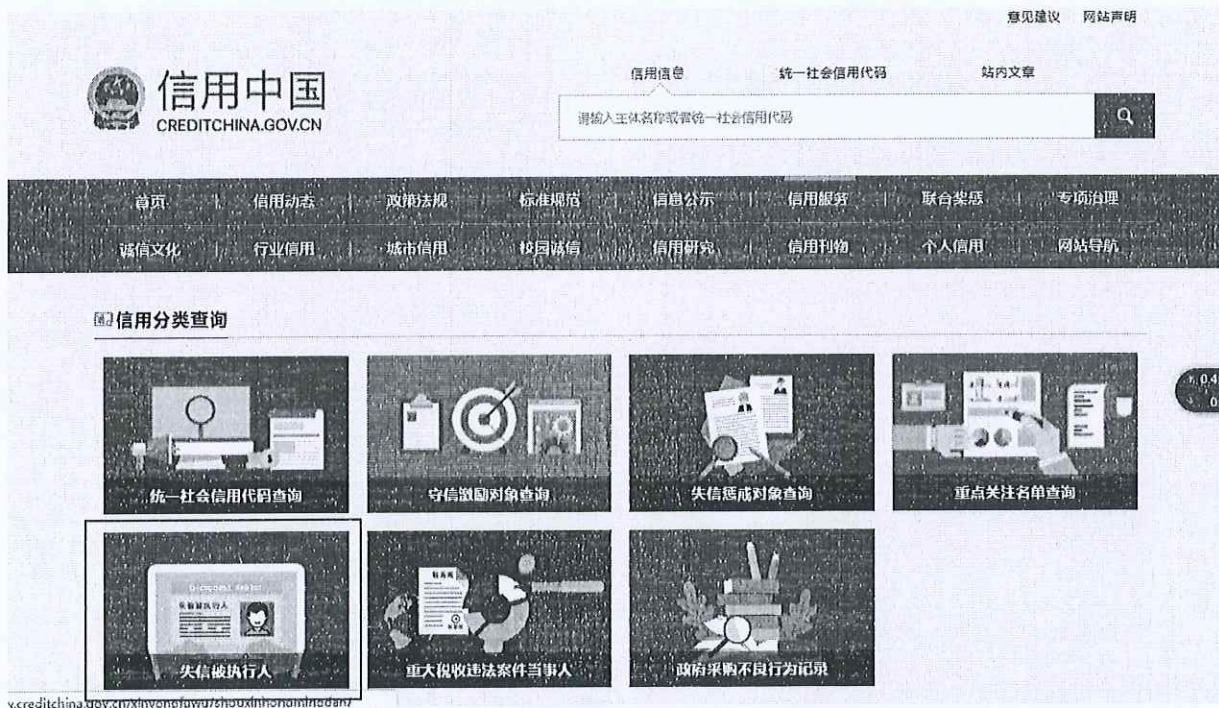 意见建议 网站声明
信用中国
CREDITCHINA.GOV.CN
信用信息 统一社会信用代码 站内文章
请输入主体名称或者统一社会信用代码
首页 信用动态 政策法规 标准规范 信息公示 信用服务 联合奖惩 专项治理
诚信文化 行业信用 城市信用 校园诚信 信用研究 信用刊物 个人信用 网站导航
信用分类查询
统一社会信用代码查询 守信激励对象查询 失信惩戒对象查询 重点关注名单查询
失信被执行人
失信被执行人 重大税收违法案件当事人 政府采购不良行为记录
v.creditchina.gov.cn/xinyongfuwu/shouxinhongmingdan/